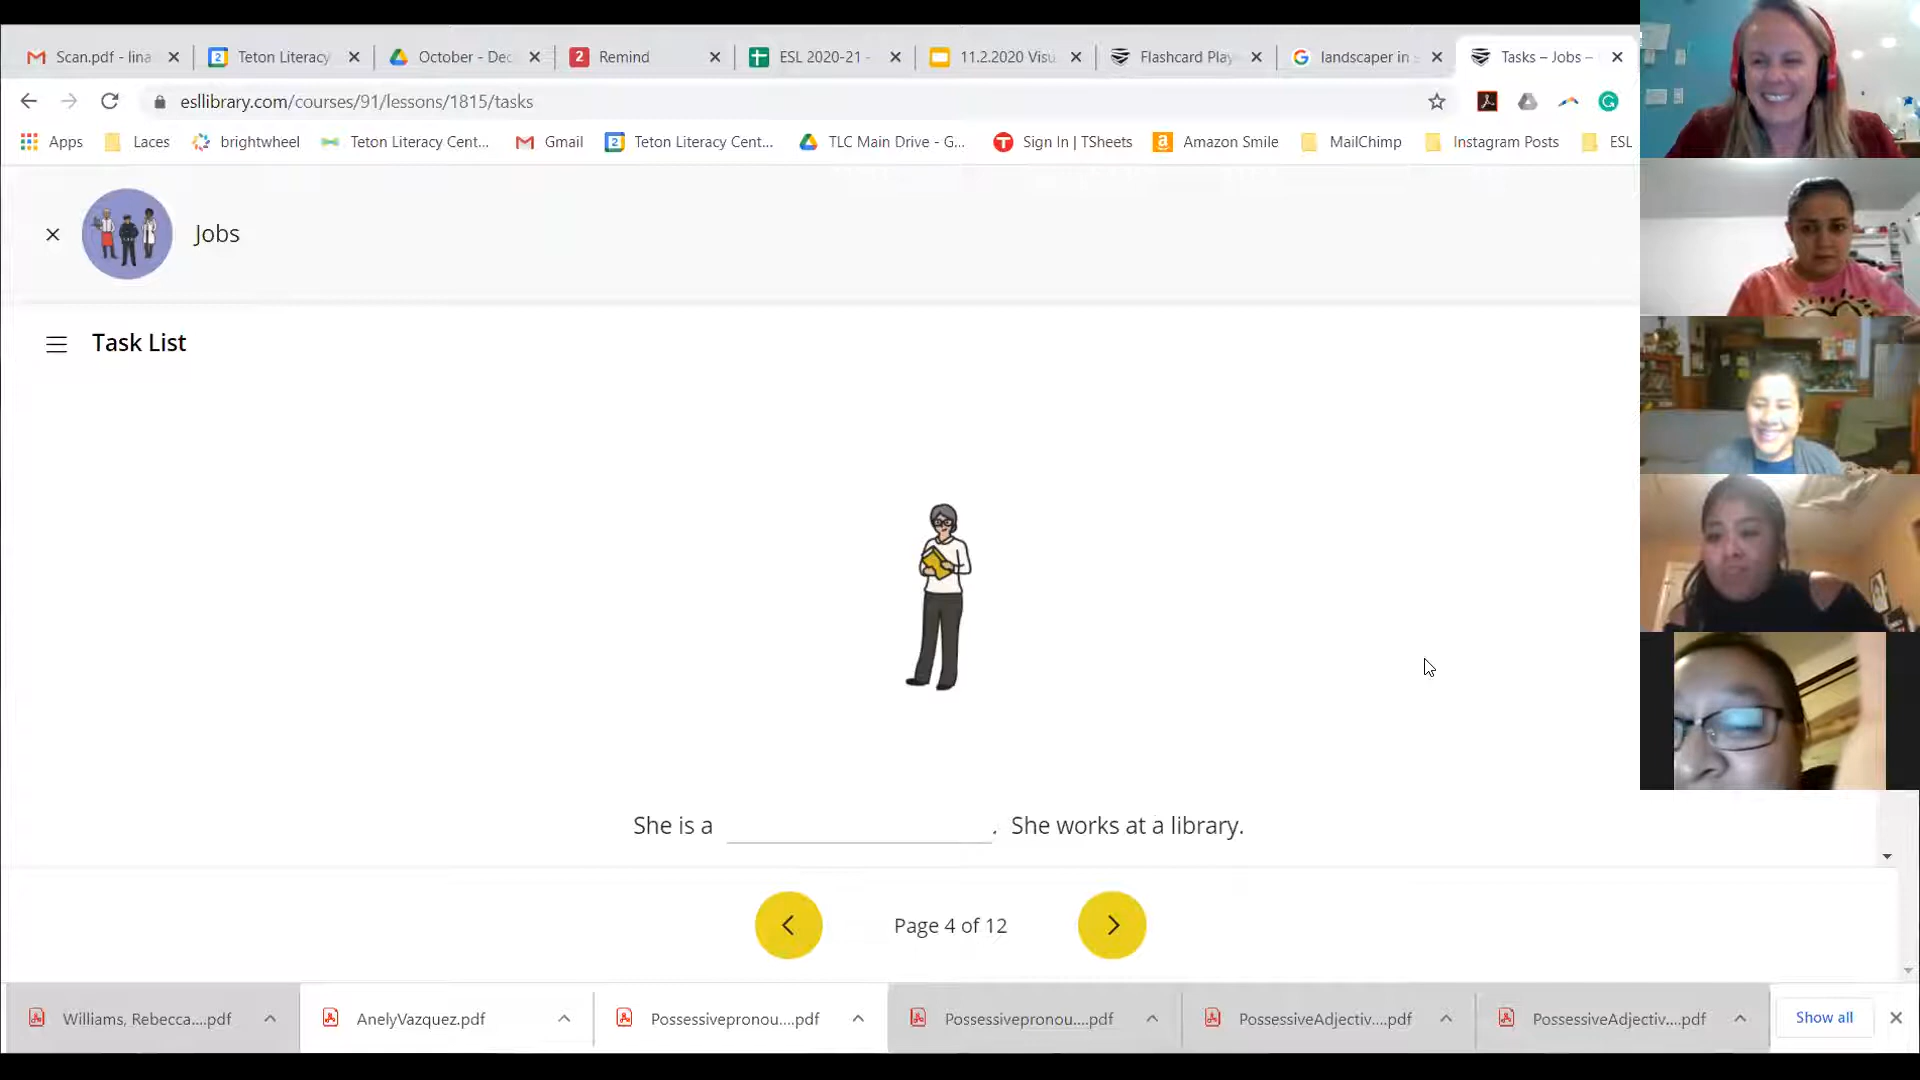 Scan.pdf - lina
Teton Literacy
October - Dec
2 Remind
ESL 2020-21 -
11.2.2020 Visu
Flashcard Play
landscaper in s
Tasks – Jobs –
esllibrary.com/courses/91/lessons/1815/tasks
Apps
Laces
brightwheel
Teton Literacy Cent...
Gmail
Teton Literacy Cent...
TLC Main Drive - G...
Sign In | TSheets
Amazon Smile
MailChimp
Instagram Posts
ESL
Jobs
Task List
She is a ____________________. She works at a library.
Page 4 of 12
Williams, Rebecca....pdf
AnelyVazquez.pdf
Possessivepronou....pdf
Possessivepronou....pdf
PossessiveAdjectiv....pdf
PossessiveAdjectiv....pdf
Show all